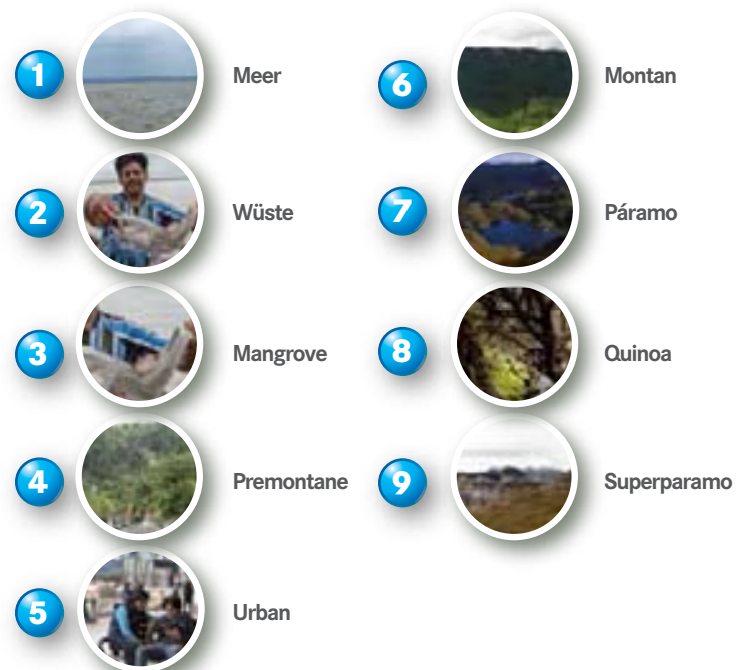 1 Meer
2 Wüste
3 Mangrove
4 Premontane
5 Urban
6 Montan
7 Páramo
8 Quinoa
9 Superparamo